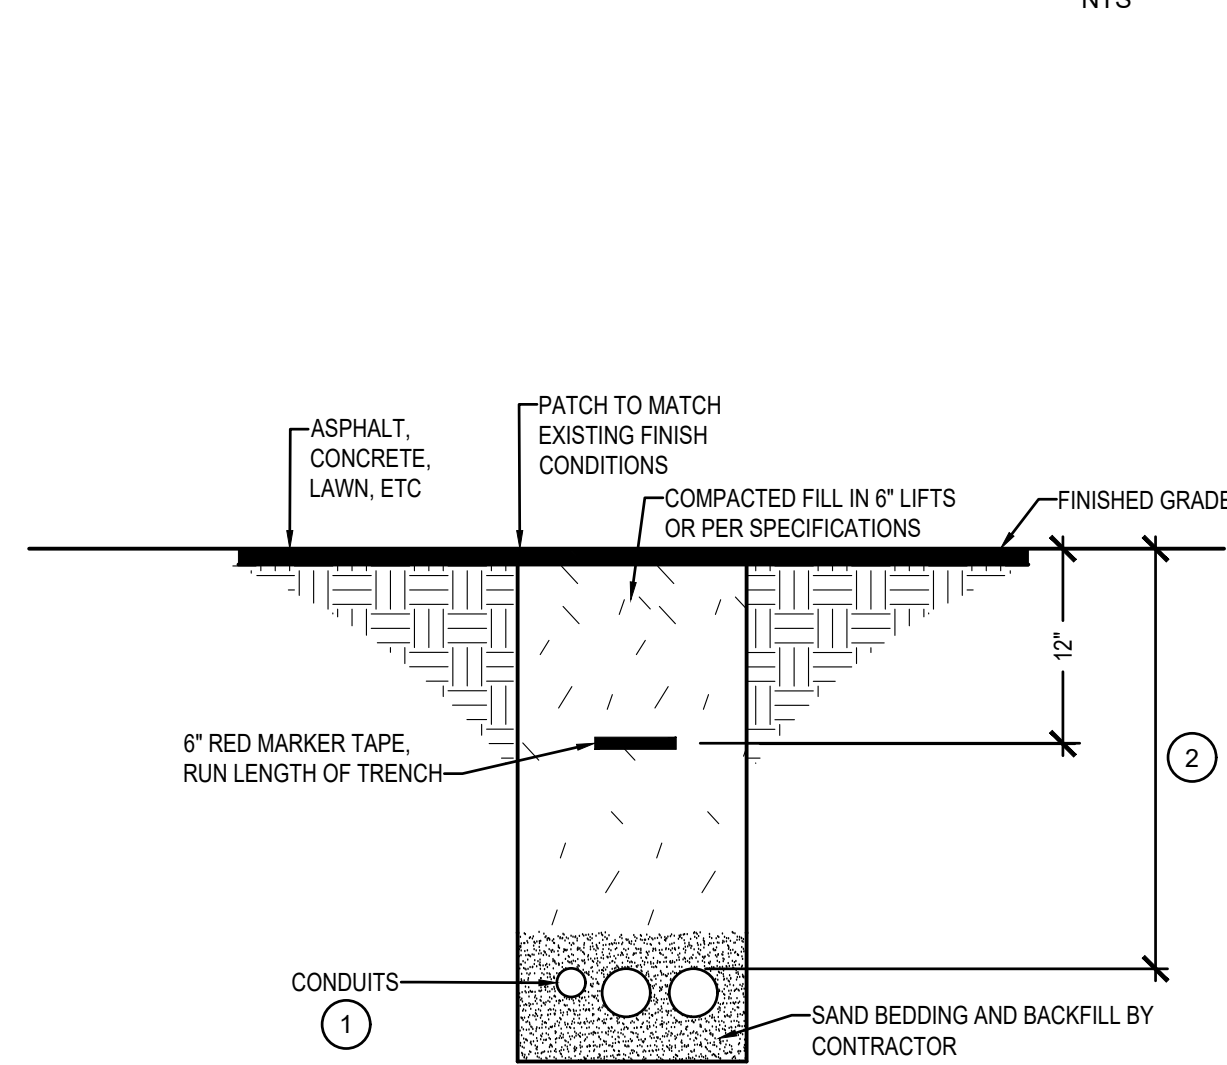 NTS
PATCH TO MATCH
EXISTING FINISH
CONDITIONS
ASPHALT,
CONCRETE,
LAWN, ETC
COMPACTED FILL IN 6" LIFTS
OR PER SPECIFICATIONS
FINISHED GRADE
12"
6" RED MARKER TAPE,
RUN LENGTH OF TRENCH
2
CONDUITS
1
SAND BEDDING AND BACKFILL BY
CONTRACTOR